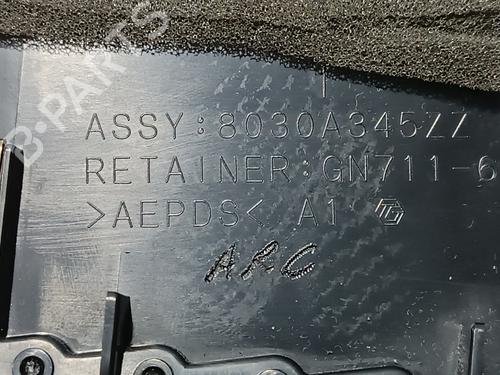 B-PARTS
ASSY:8030A345ZZ
RETAINER:GN711-6
>AEPDS< A1
ARC